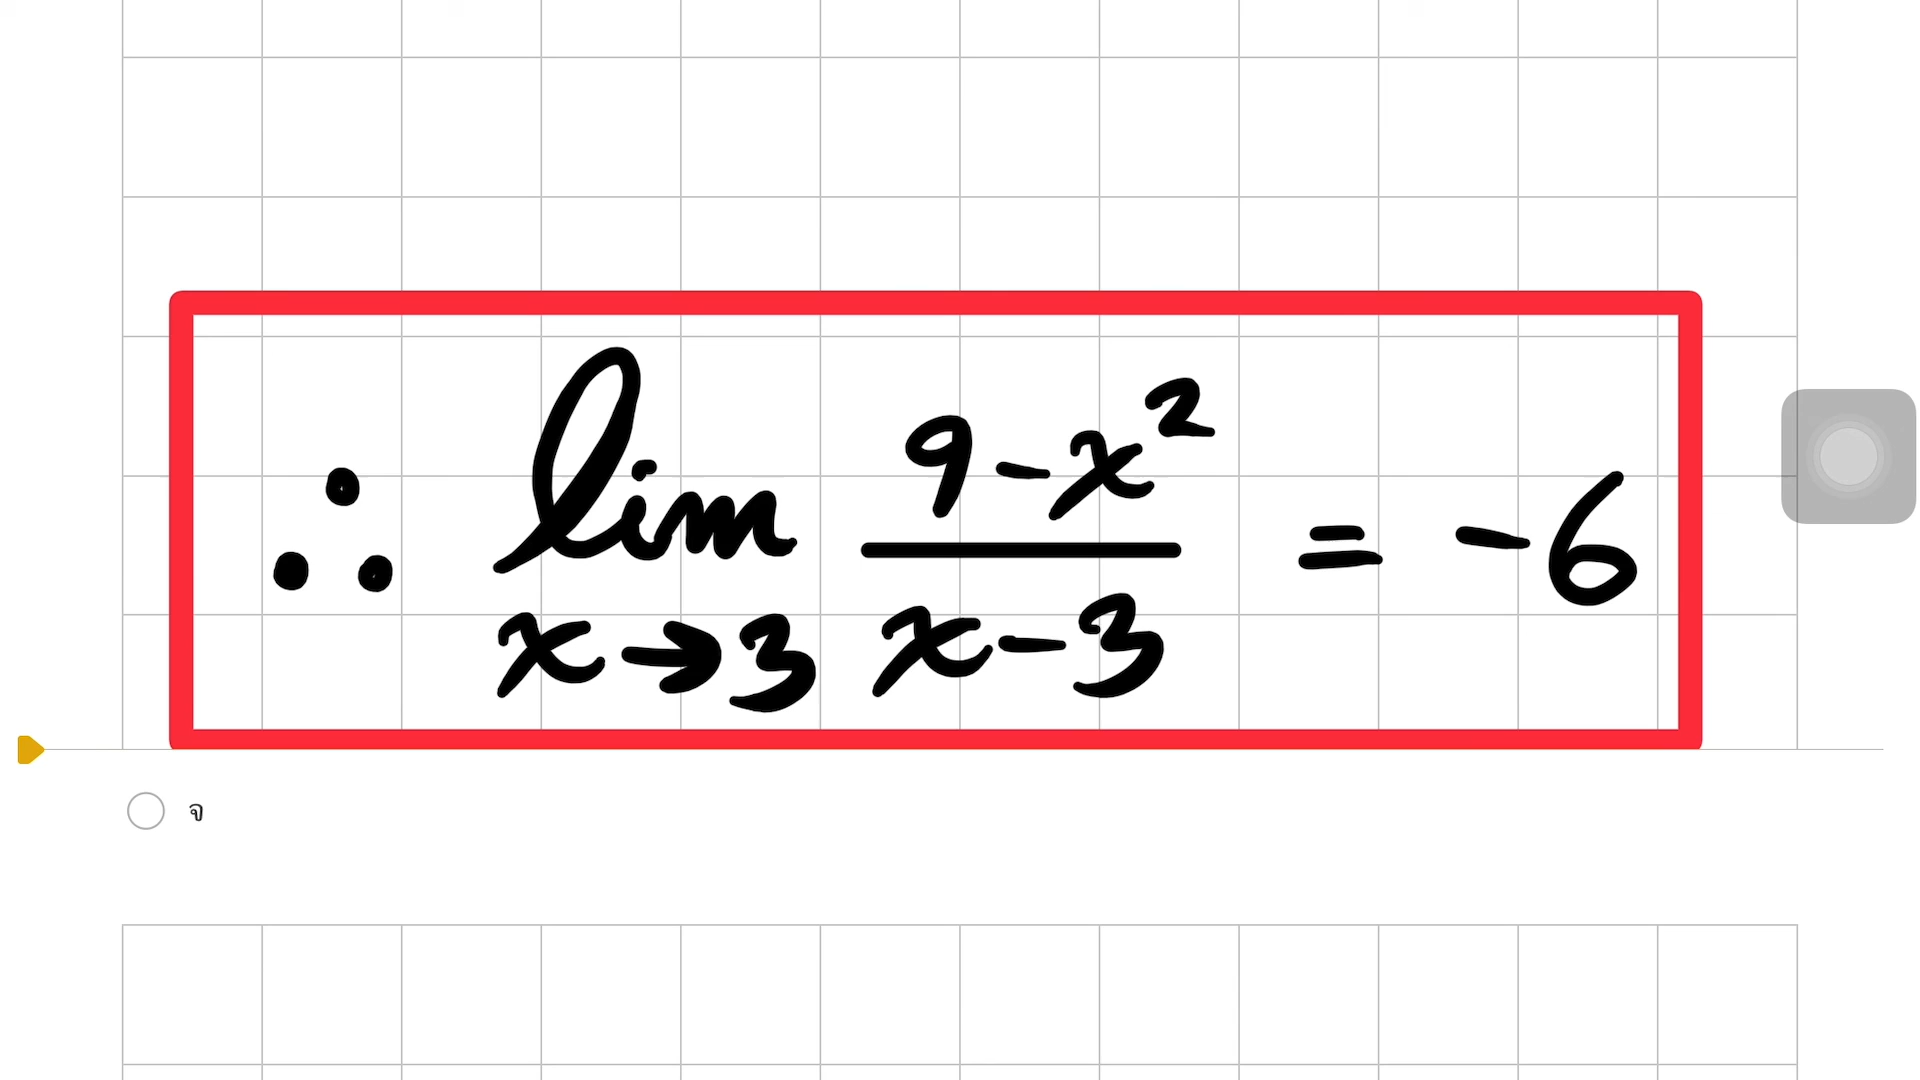 ∴ lim x→3 (9-x²)/(x-3) = -6
จ